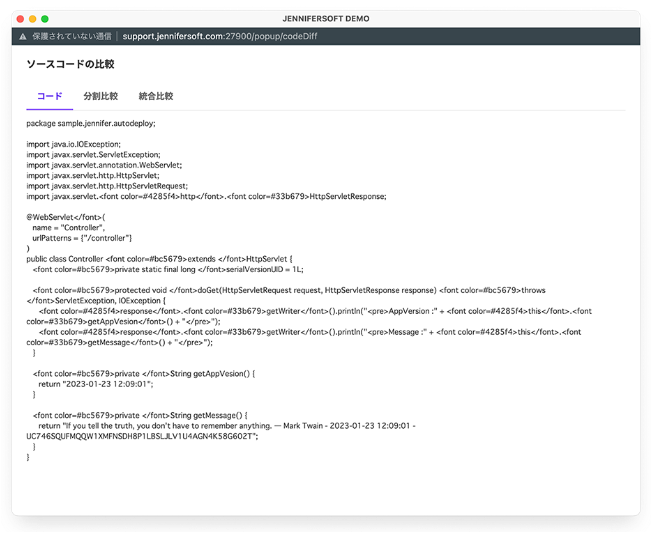 JENNIFERSOFT DEMO
保護されていない通信 | support.jennifersoft.com:27900/popup/codeDiff
ソースコードの比較
コード 分割比較 統合比較
package sample.jennifer.autodeploy;
import java.io.IOException;
import javax.servlet.ServletException;
import javax.servlet.annotation.WebServlet;
import javax.servlet.http.HttpServlet;
import javax.servlet.http.HttpServletRequest;
import javax.servlet.<font color=#4285f4>http</font>.<font color=#33b679>HttpServletResponse;
@WebServlet</font>(
name = "Controller",
urlPatterns = {"/controller"}
)
public class Controller <font color=#bc5679>extends </font>HttpServlet {
<font color=#bc5679>private static final long </font>serialVersionUID = 1L;
<font color=#bc5679>protected void </font>doGet(HttpServletRequest request, HttpServletResponse response) <font color=#bc5679>throws
</font>ServletException, IOException {
<font color=#4285f4>response</font>.<font color=#33b679>getWriter</font>().println("<pre>AppVersion :" + <font color=#4285f4>this</font>.<font
color=#33b679>getAppVesion</font>() + "</pre>");
<font color=#4285f4>response</font>.<font color=#33b679>getWriter</font>().println("<pre>Message :" + <font color=#4285f4>this</font>.<font
color=#33b679>getMessage</font>() + "</pre>");
}
<font color=#bc5679>private </font>String getAppVesion() {
return "2023-01-23 12:09:01";
}
<font color=#bc5679>private </font>String getMessage() {
return "If you tell the truth, you don't have to remember anything. — Mark Twain - 2023-01-23 12:09:01 -
UC746SQUFMQQW1XMFNSDH8P1LBSLJLV1U4AGN4K58G602T";
}
}